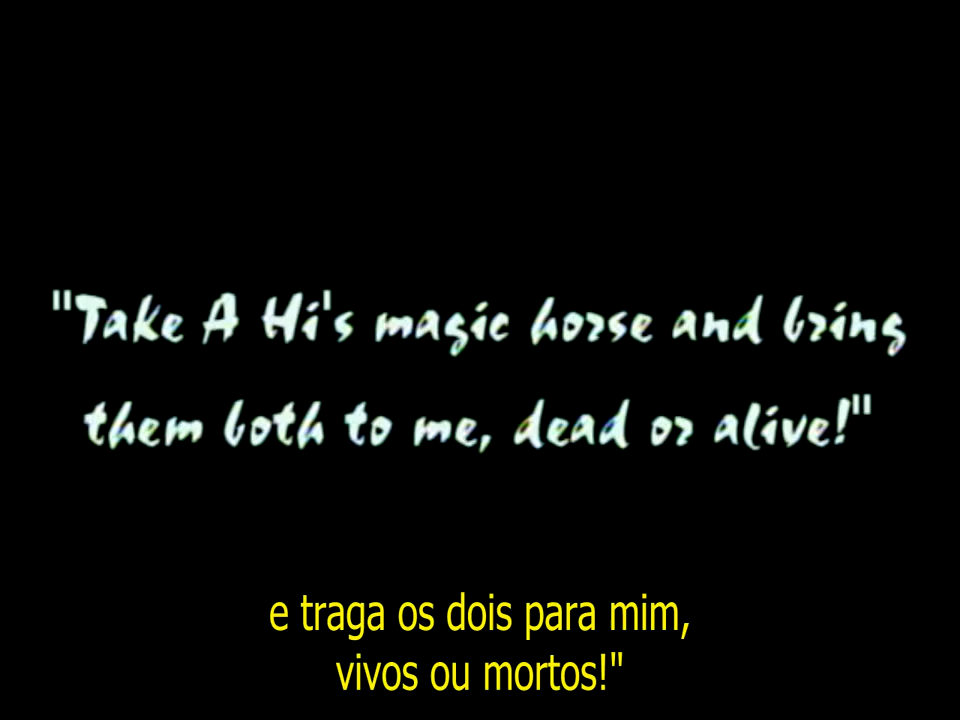 "Take A Hi's magic horse and bring
them both to me, dead or alive!"
e traga os dois para mim,
vivos ou mortos!"